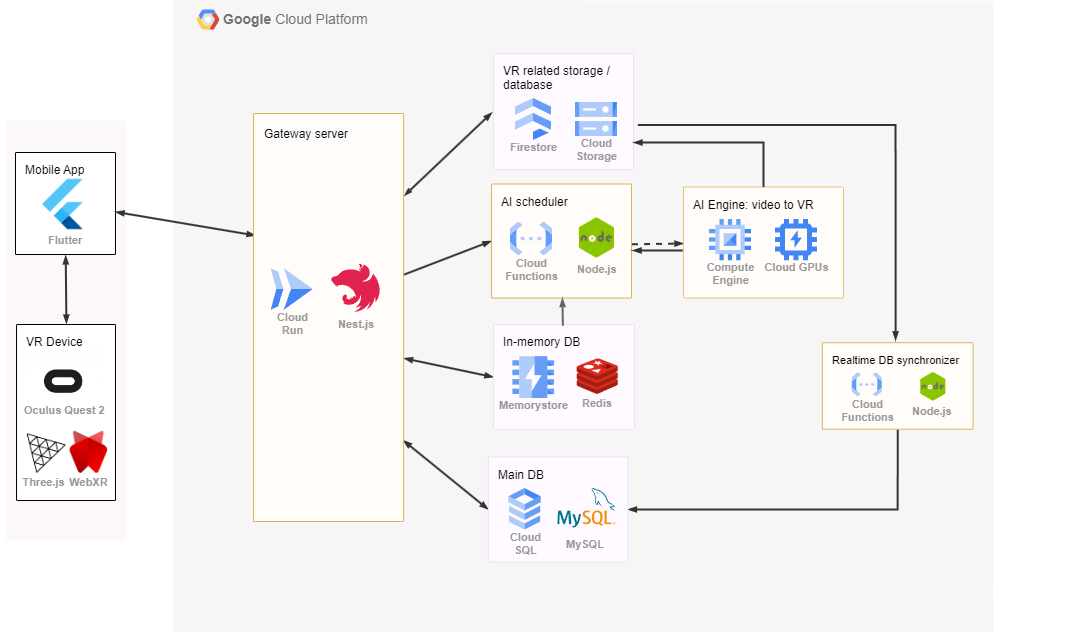 Google Cloud Platform
Mobile App
Flutter
VR Device
Oculus Quest 2
Three.js WebXR
Gateway server
Cloud
Run
Nest.js
VR related storage /
database
Firestore
Cloud
Storage
AI scheduler
Cloud
Functions
node
Node.js
AI Engine: video to VR
Compute
Engine
Cloud GPUs
In-memory DB
Memorystore
Redis
Realtime DB synchronizer
Cloud
Functions
node
Node.js
Main DB
Cloud
SQL
MySQL
MySQL